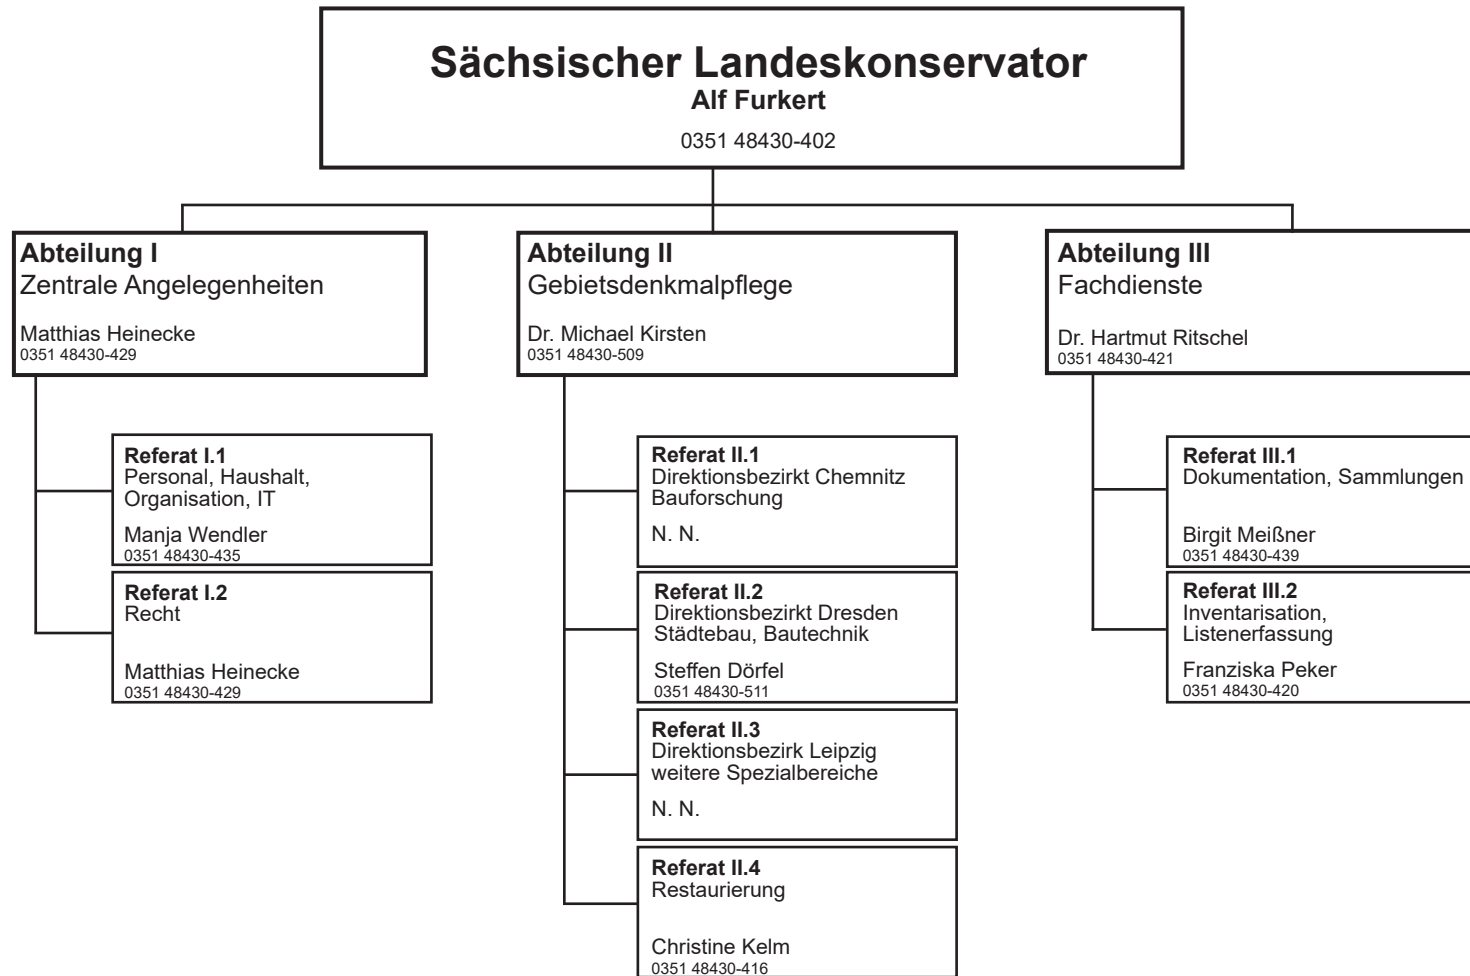 Sächsischer Landeskonservator
Alf Furkert
0351 48430-402
Abteilung I
Zentrale Angelegenheiten
Matthias Heinecke
0351 48430-429
Referat I.1
Personal, Haushalt,
Organisation, IT
Manja Wendler
0351 48430-435
Referat I.2
Recht
Matthias Heinecke
0351 48430-429
Abteilung II
Gebietsdenkmalpflege
Dr. Michael Kirsten
0351 48430-509
Referat II.1
Direktionsbezirkt Chemnitz
Bauforschung
N. N.
Referat II.2
Direktionsbezirkt Dresden
Städtebau, Bautechnik
Steffen Dörfel
0351 48430-511
Referat II.3
Direktionsbezirk Leipzig
weitere Spezialbereiche
N. N.
Referat II.4
Restaurierung
Christine Kelm
0351 48430-416
Abteilung III
Fachdienste
Dr. Hartmut Ritschel
0351 48430-421
Referat III.1
Dokumentation, Sammlungen
Birgit Meißner
0351 48430-439
Referat III.2
Inventarisation,
Listenerfassung
Franziska Peker
0351 48430-420